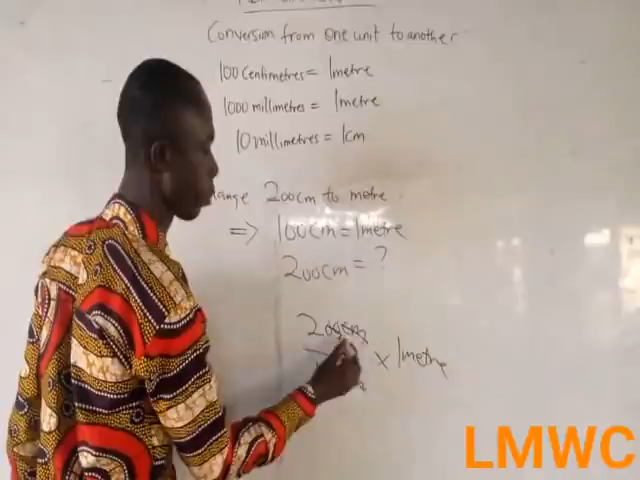 Conversion from one unit to another
100 Centimetres = 1metre
1000 millimetres = 1metre
10 millimetres = 1cm
200cm to metre
=> 100cm = 1metre
200cm = ?
200cm × 1metre
LMWC